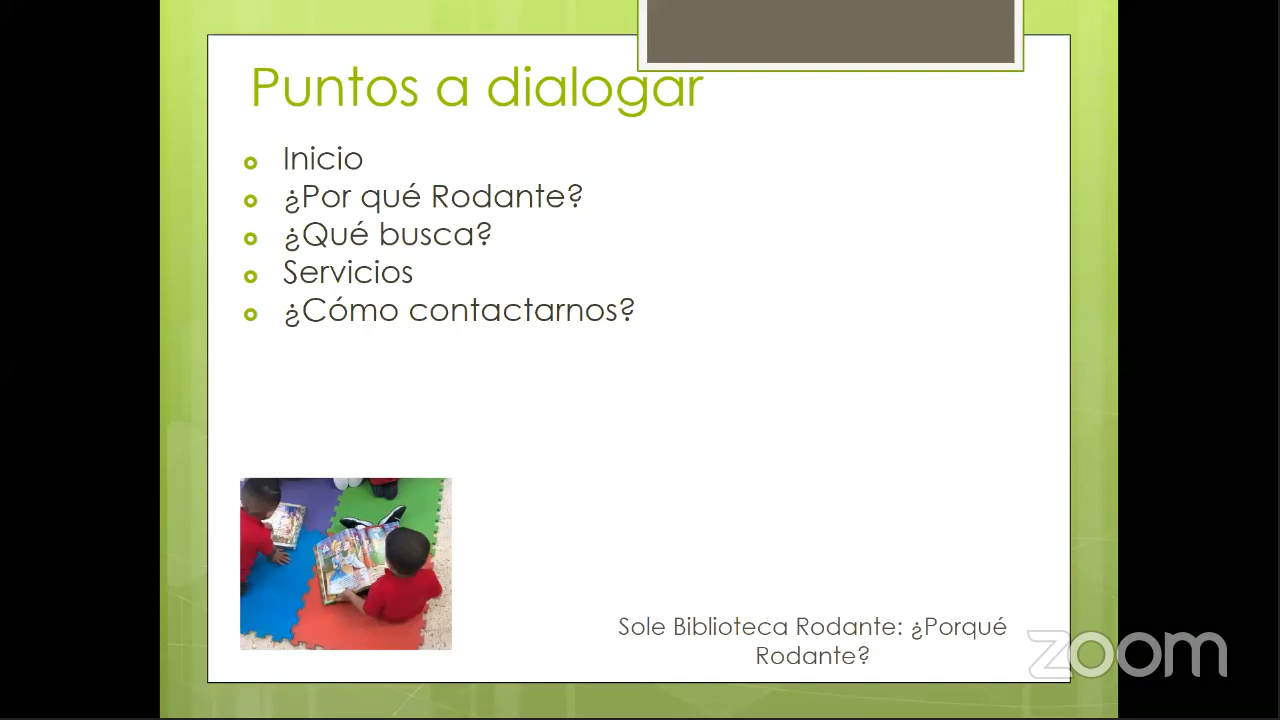 Puntos a dialogar
Inicio
¿Por qué Rodante?
¿Qué busca?
Servicios
¿Cómo contactarnos?
Sole Biblioteca Rodante: ¿Porqué
Rodante?
zoom